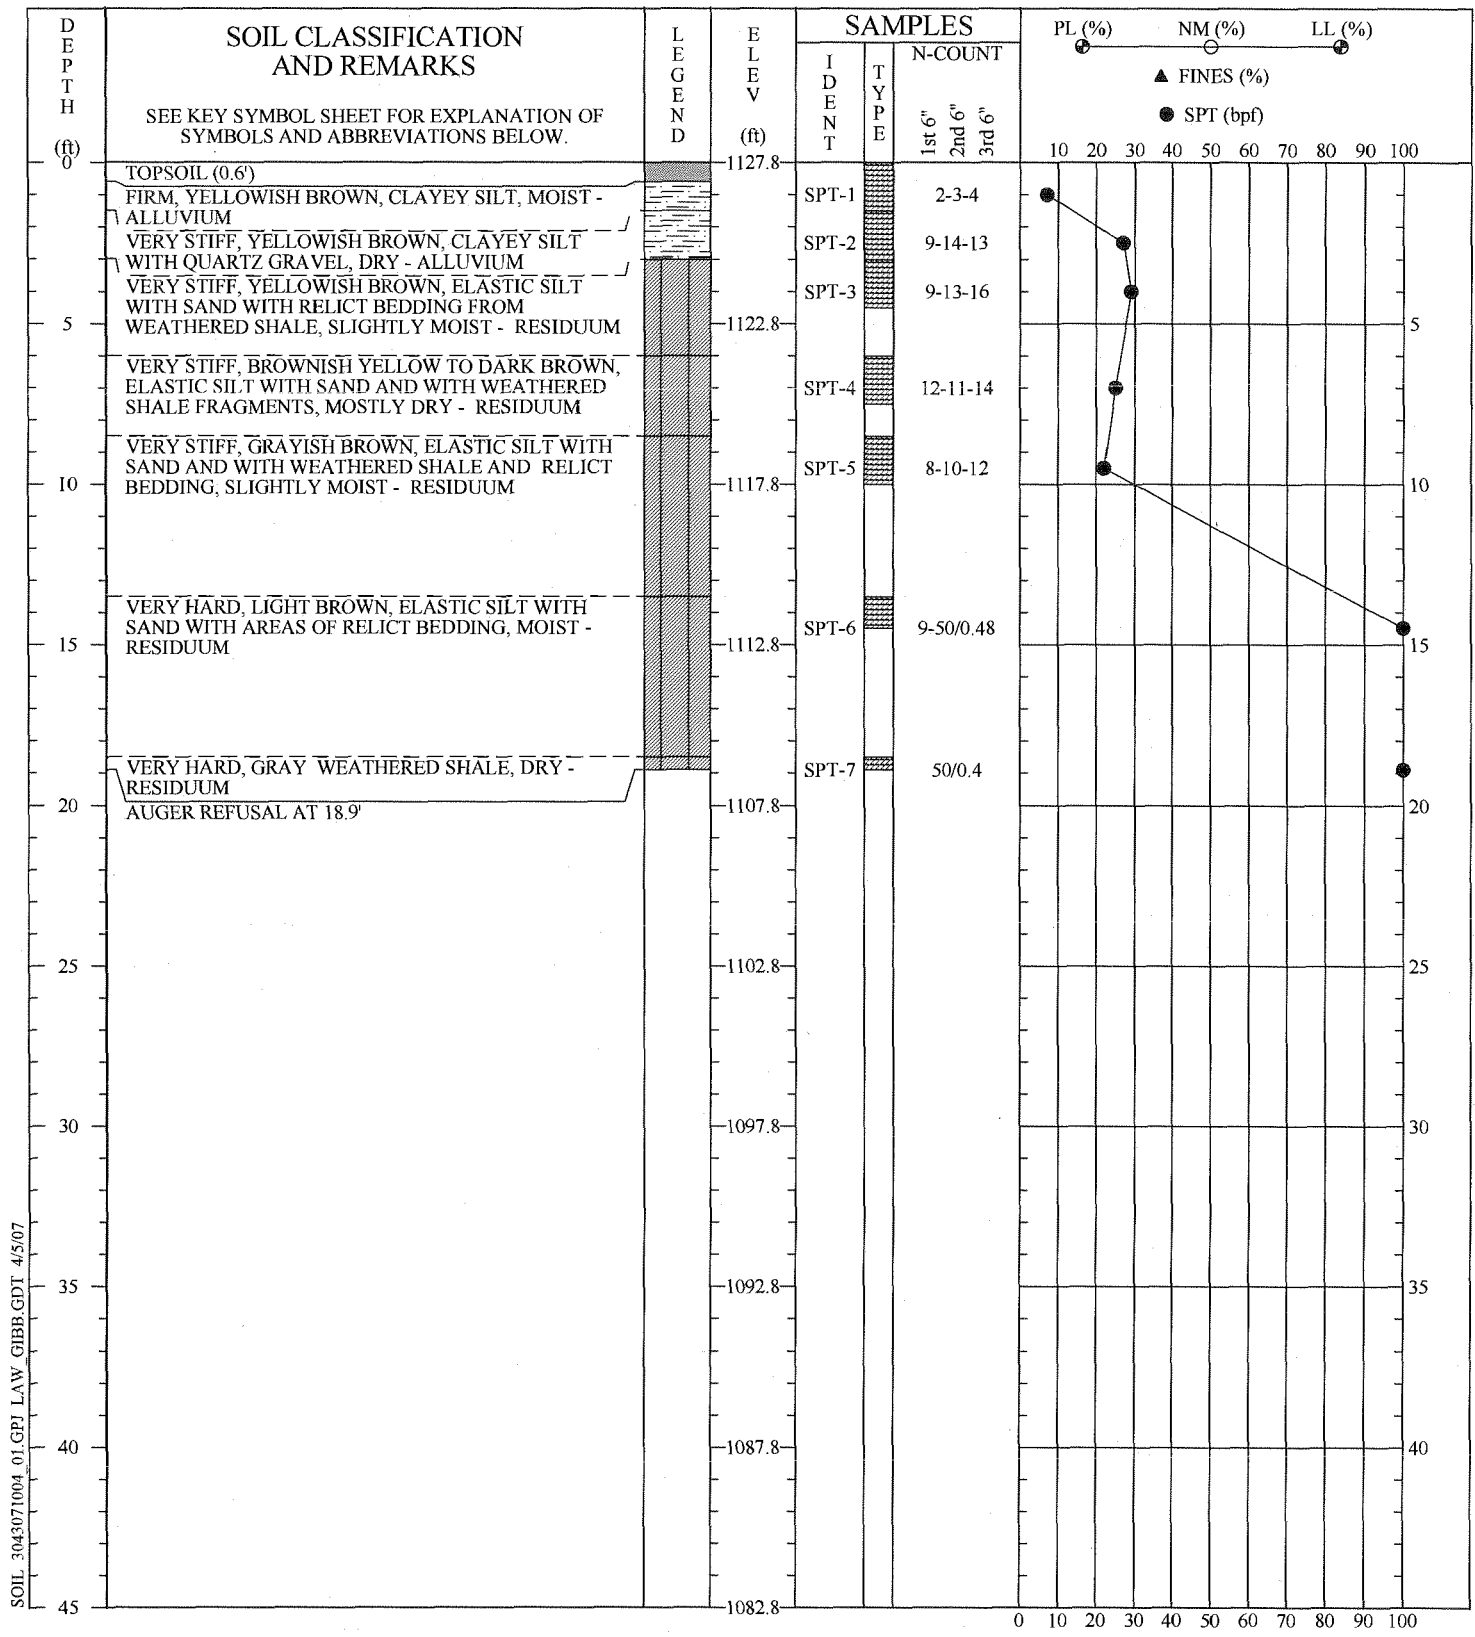 DEPTH
(ft)
SOIL CLASSIFICATION
AND REMARKS
SEE KEY SYMBOL SHEET FOR EXPLANATION OF
SYMBOLS AND ABBREVIATIONS BELOW.
LEGEND
ELEV
(ft)
SAMPLES
IDENT
TYPE
N-COUNT
1st 6"
2nd 6"
3rd 6"
PL (%)
NM (%)
LL (%)
▲ FINES (%)
● SPT (bpf)
10 20 30 40 50 60 70 80 90 100
0
1127.8
TOPSOIL (0.6')
FIRM, YELLOWISH BROWN, CLAYEY SILT, MOIST -
ALLUVIUM
SPT-1
2-3-4
VERY STIFF, YELLOWISH BROWN, CLAYEY SILT
WITH QUARTZ GRAVEL, DRY - ALLUVIUM
SPT-2
9-14-13
VERY STIFF, YELLOWISH BROWN, ELASTIC SILT
WITH SAND WITH RELICT BEDDING FROM
WEATHERED SHALE, SLIGHTLY MOIST - RESIDUUM
SPT-3
9-13-16
5
1122.8
5
VERY STIFF, BROWNISH YELLOW TO DARK BROWN,
ELASTIC SILT WITH SAND AND WITH WEATHERED
SHALE FRAGMENTS, MOSTLY DRY - RESIDUUM
SPT-4
12-11-14
VERY STIFF, GRAYISH BROWN, ELASTIC SILT WITH
SAND AND WITH WEATHERED SHALE AND RELICT
BEDDING, SLIGHTLY MOIST - RESIDUUM
SPT-5
8-10-12
10
1117.8
10
VERY HARD, LIGHT BROWN, ELASTIC SILT WITH
SAND WITH AREAS OF RELICT BEDDING, MOIST -
RESIDUUM
SPT-6
9-50/0.48
15
1112.8
15
VERY HARD, GRAY WEATHERED SHALE, DRY -
RESIDUUM
SPT-7
50/0.4
20
1107.8
20
AUGER REFUSAL AT 18.9'
25
1102.8
25
30
1097.8
30
35
1092.8
35
40
1087.8
40
45
1082.8
0 10 20 30 40 50 60 70 80 90 100
SOIL 3043071004_01.GPJ LAW_GIBB.GDT 4/5/07